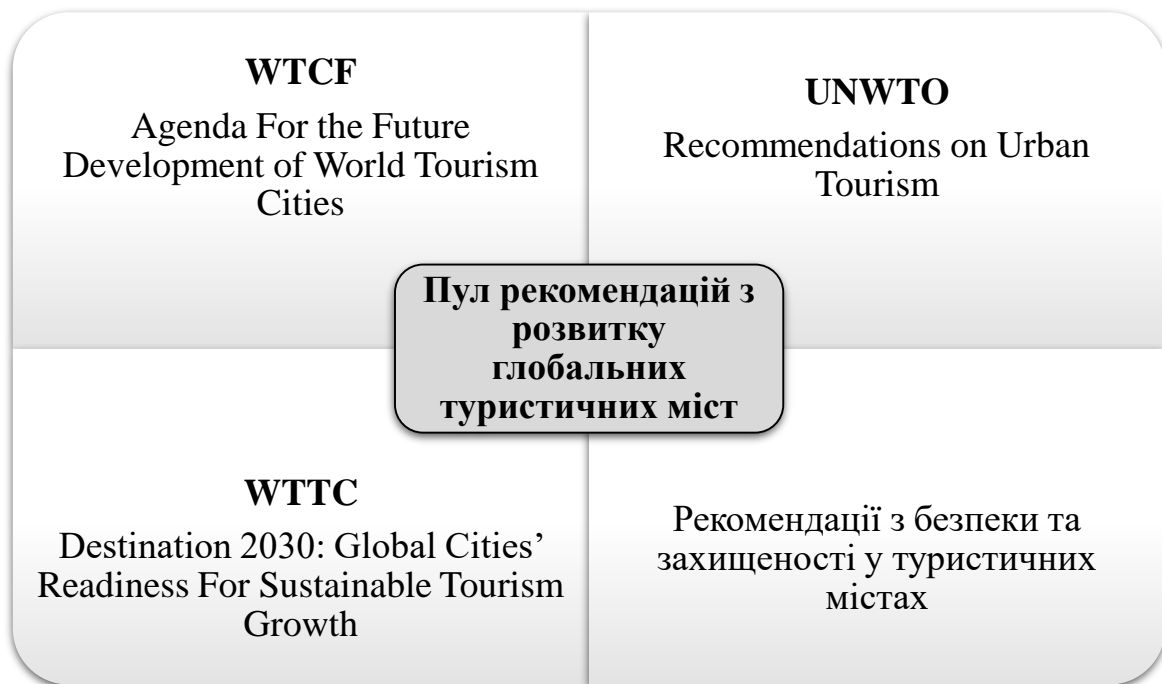 WTCF
Agenda For the Future
Development of World Tourism
Cities
UNWTO
Recommendations on Urban
Tourism
Пул рекомендацій з
розвитку
глобальних
туристичних міст
WTTC
Destination 2030: Global Cities’
Readiness For Sustainable Tourism
Growth
Рекомендації з безпеки та
захищеності у туристичних
містах